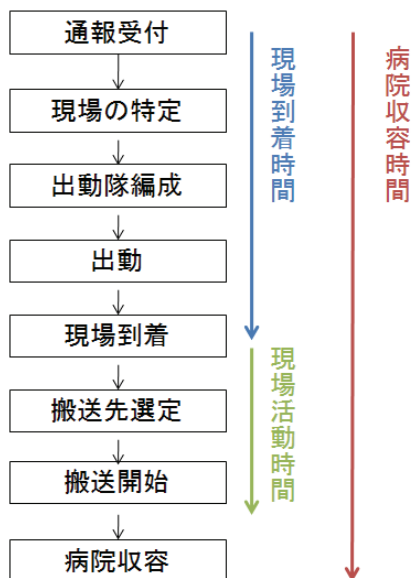 通報受付
現場の特定
出動隊編成
出動
現場到着
搬送先選定
搬送開始
病院収容
現場到着時間
現場活動時間
病院収容時間